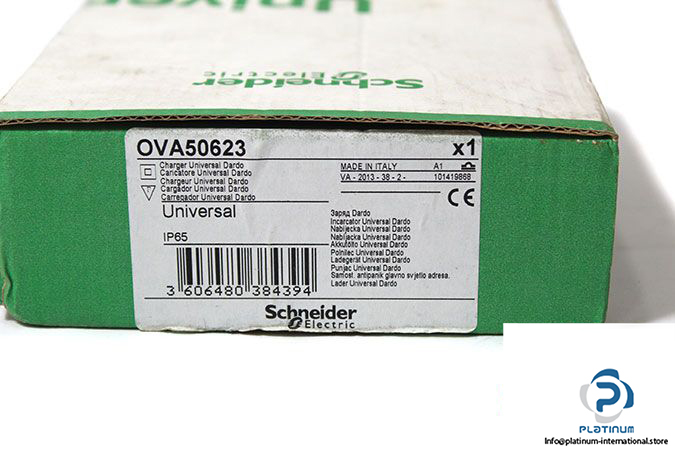 Univer
Schneider
Electric
OVA50623 x1
Charger Universal Dardo
Caricatore Universal Dardo
Chargeur Universal Dardo
Cargador Universal Dardo
Carregador Universal Dardo
MADE IN ITALY A1
VA - 2013 - 38 - 2 - 101419868
CE
Universal
IP65
Заряд Dardo
Incarcator Universal Dardo
Nabíjecka Universal Dardo
Nabíjacka Universal Dardo
Akkutöltö Universal Dardo
Polnilec Universal Dardo
Ladegerät Universal Dardo
Punjac Universal Dardo
Samost. antipanik glavno svjetlo adresa.
Lader Universal Dardo
3 606480 384394
Schneider
Electric
PLATINUM
Info@platinum-international.store